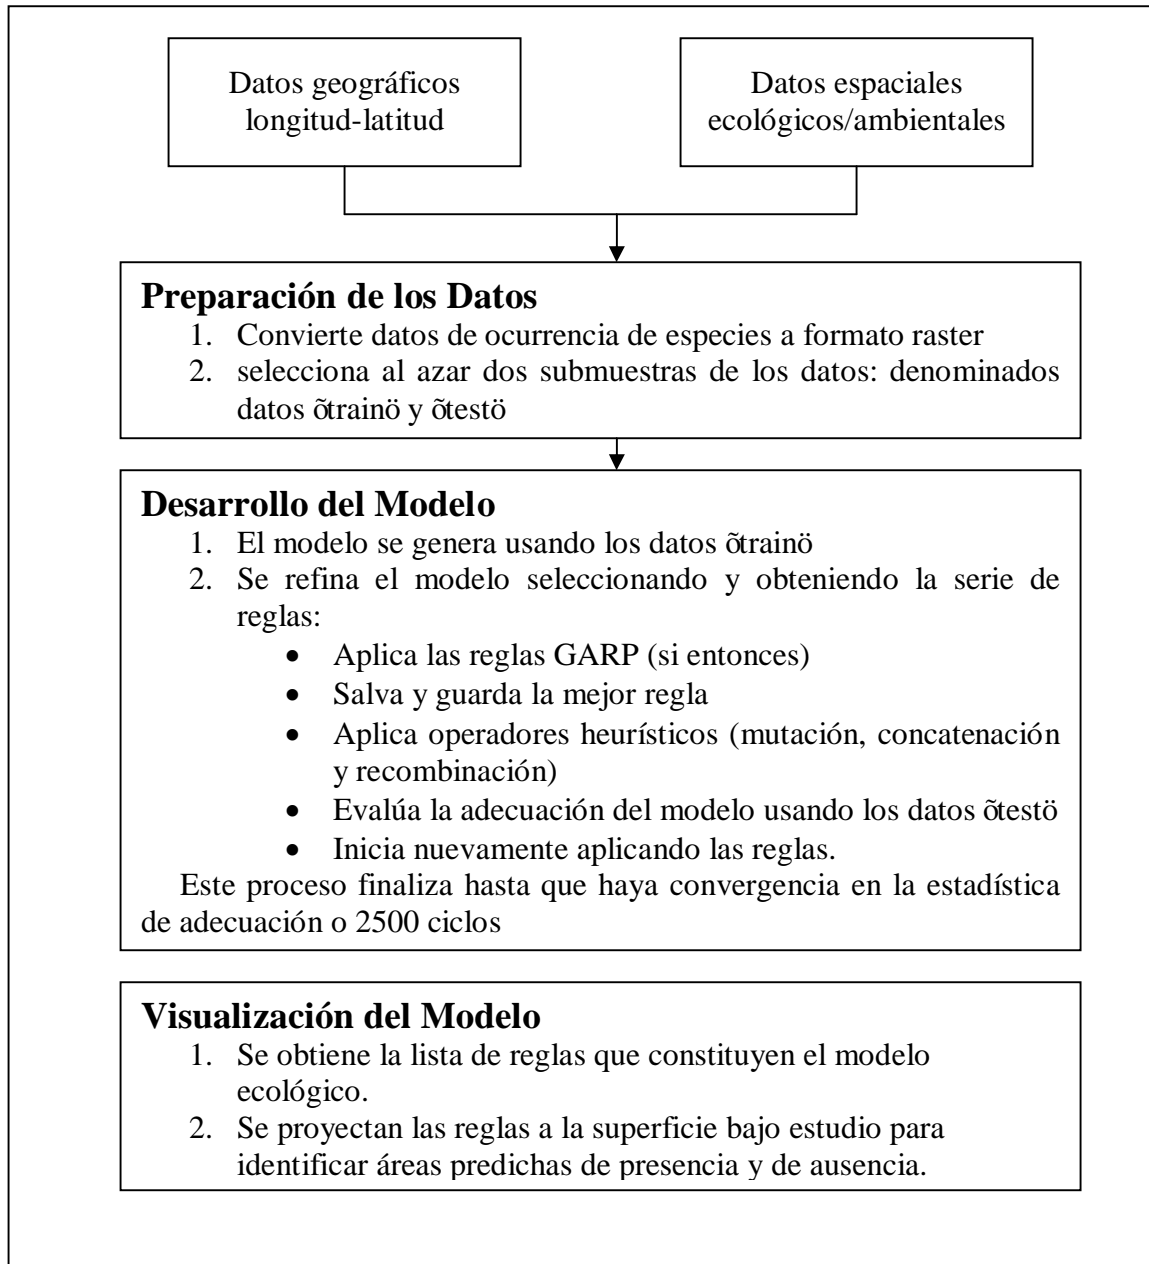 Datos geográficos
longitud-latitud
Datos espaciales
ecológicos/ambientales
Preparación de los Datos
1. Convierte datos de ocurrencia de especies a formato raster
2. selecciona al azar dos submuestras de los datos: denominados
datos õtrainö y õtestö
Desarrollo del Modelo
1. El modelo se genera usando los datos õtrainö
2. Se refina el modelo seleccionando y obteniendo la serie de
reglas:
• Aplica las reglas GARP (si entonces)
• Salva y guarda la mejor regla
• Aplica operadores heurísticos (mutación, concatenación
y recombinación)
• Evalúa la adecuación del modelo usando los datos õtestö
• Inicia nuevamente aplicando las reglas.
Este proceso finaliza hasta que haya convergencia en la estadística
de adecuación o 2500 ciclos
Visualización del Modelo
1. Se obtiene la lista de reglas que constituyen el modelo
ecológico.
2. Se proyectan las reglas a la superficie bajo estudio para
identificar áreas predichas de presencia y de ausencia.